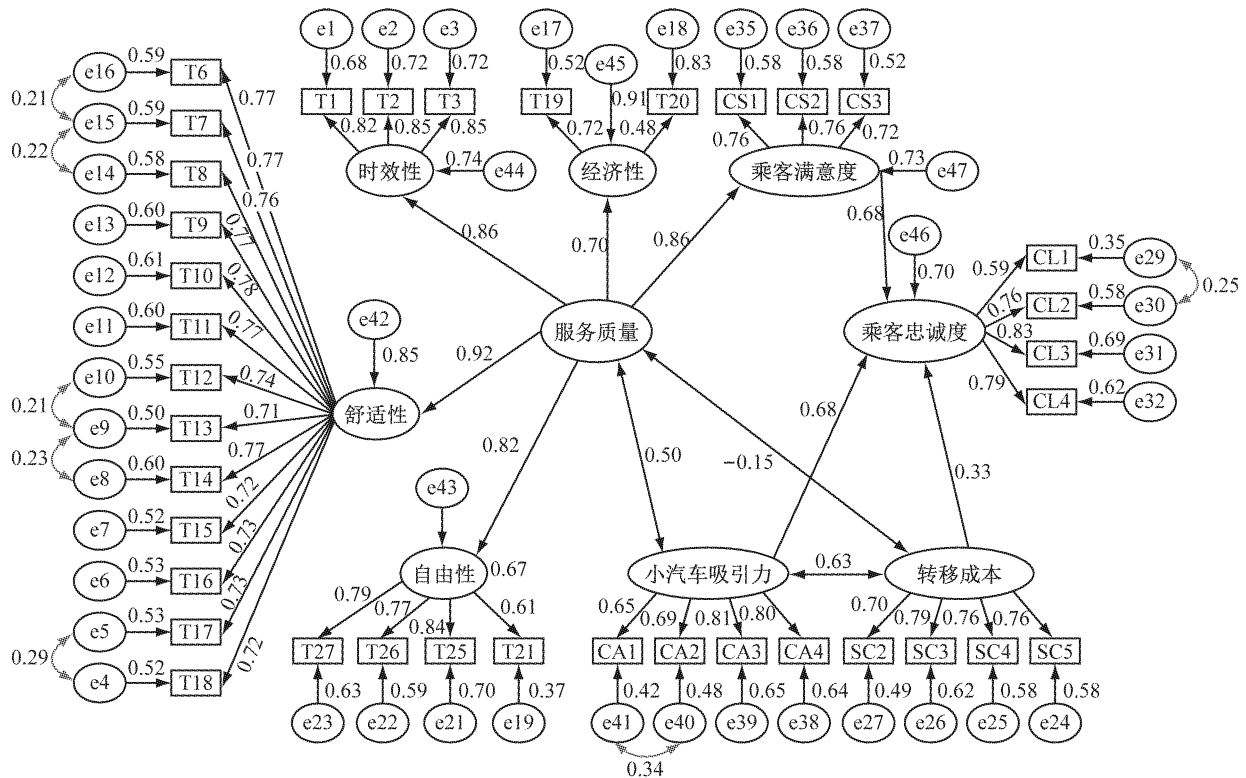 e1 e2 e3 e17 e18 e35 e36 e37
0.59 0.68 0.72 0.72 0.52 e45 0.83 0.58 0.58 0.52
e16 T6
0.21 0.77
T1 T2 T3 T19 0.91 T20 CS1 CS2 CS3
0.59
e15 T7
0.82 0.85 0.85 0.72 0.48 0.76 0.76 0.72
0.22 0.77
0.58
e14 T8
时效性 0.74 e44 经济性 乘客满意度 0.73 e47
0.76
0.60
e13 T9 0.77
0.86 0.70 0.86 0.68 e46
0.61
e12 T10 0.78
0.70 0.59 CL1 0.35 e29
0.25
0.60
e11 T11 0.77
e42 0.76 CL2 0.58 e30
服务质量 乘客忠诚度
0.83 CL3 0.69 e31
0.85 0.92
0.55
e10 T12 0.74
0.79 CL4 0.62 e32
0.21
0.50
e9 T13 0.71
舒适性 0.68
0.23
0.60
e8 T14 0.77
0.82 0.50 −0.15 0.33
0.52
e7 T15 0.72
e43
0.53
e6 T16 0.73
自由性 0.67 小汽车吸引力 0.63 转移成本
0.53
e5 T17 0.73
0.79 0.77 0.84 0.61 0.65 0.69 0.81 0.80 0.70 0.79 0.76 0.76
0.29
0.52
e4 T18 0.72
T27 T26 T25 T21 CA1 CA2 CA3 CA4 SC2 SC3 SC4 SC5
0.63 0.59 0.70 0.37 0.42 0.48 0.65 0.64 0.49 0.62 0.58 0.58
e23 e22 e21 e19 e41 e40 e39 e38 e27 e26 e25 e24
0.34